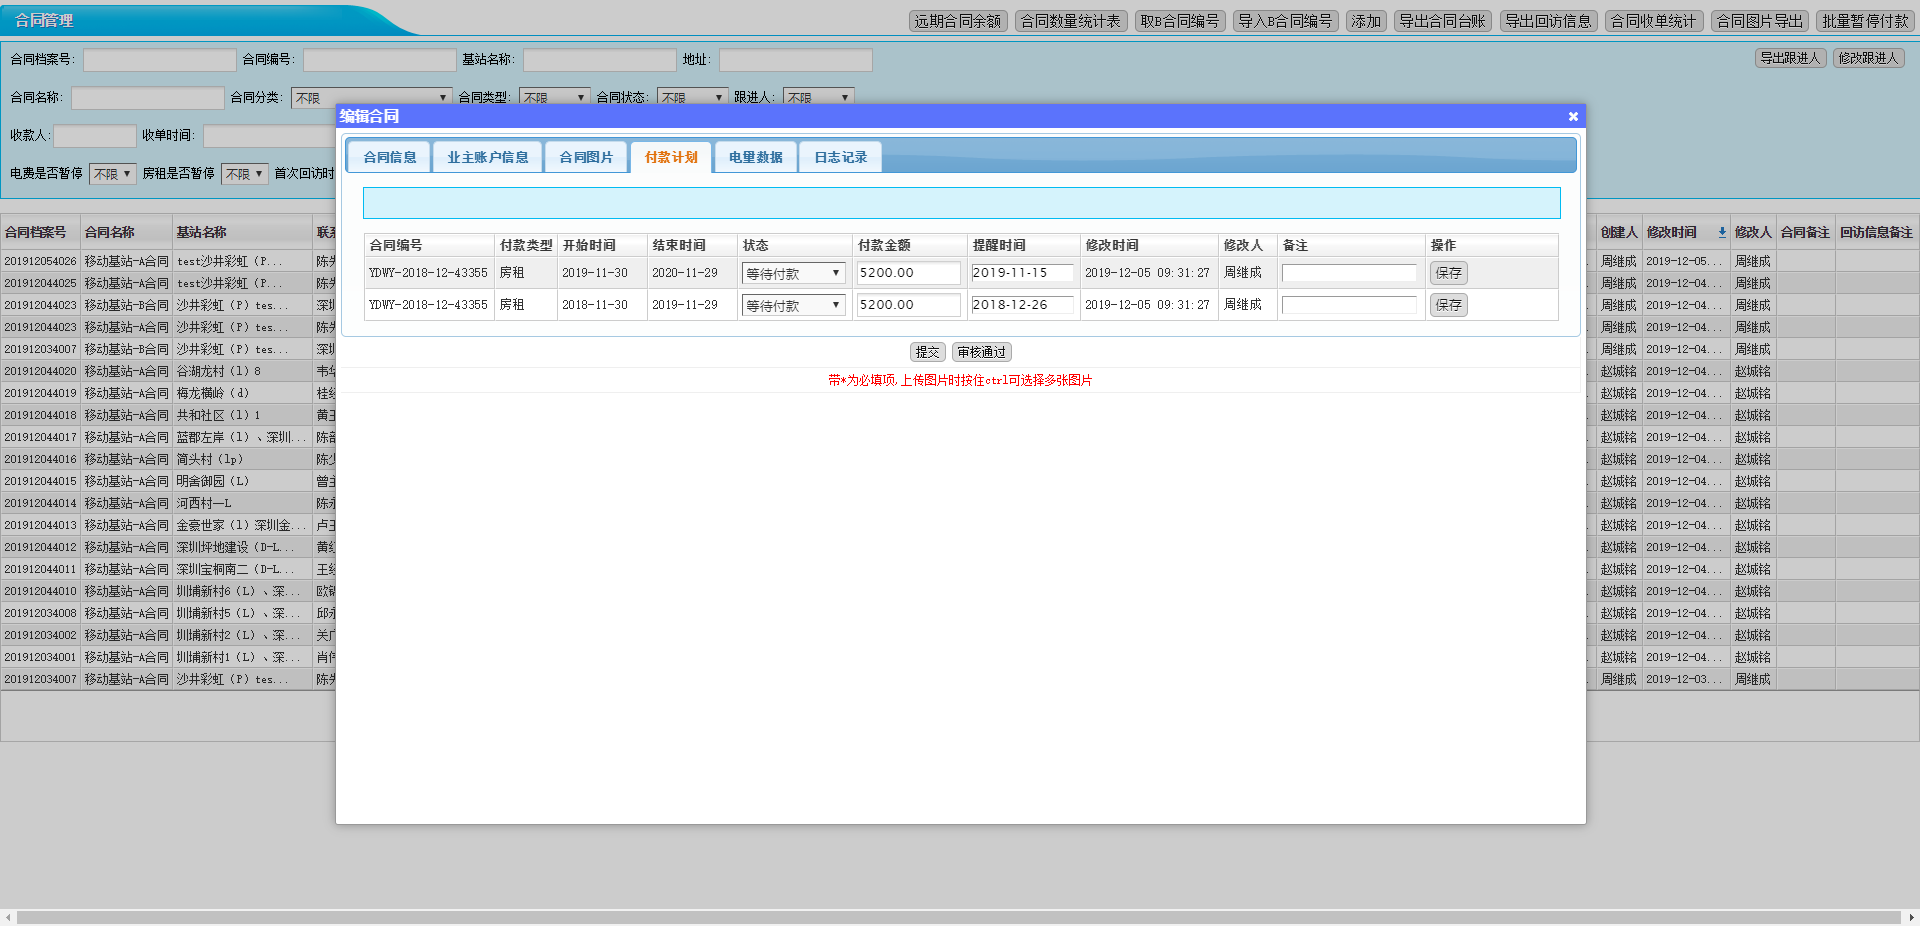 合同管理
远期合同余额 合同数量统计表 取B合同编号 导入B合同编号 添加 导出合同台账 导出回访信息 合同收单统计 合同图片导出 批量暂停付款
合同档案号: 合同编号: 基站名称: 地址: 导出跟进人 修改跟进人
合同名称: 合同分类: 不限 合同类型: 不限 合同状态: 不限 跟进人: 不限
收款人: 收单时间:
电费是否暂停 不限 房租是否暂停 不限 首次回访时
编辑合同
合同信息 业主账户信息 合同图片 付款计划 电量数据 日志记录
合同编号 付款类型 开始时间 结束时间 状态 付款金额 提醒时间 修改时间 修改人 备注 操作
YDWY-2018-12-43355 房租 2019-11-30 2020-11-29 等待付款 5200.00 2019-11-15 2019-12-05 09:31:27 周继成 保存
YDWY-2018-12-43355 房租 2018-11-30 2019-11-29 等待付款 5200.00 2018-12-26 2019-12-05 09:31:27 周继成 保存
提交 审核通过
带*为必填项,上传图片时按住ctrl可选择多张图片
合同档案号 合同名称 基站名称 创建人 修改时间 修改人 合同备注 回访信息备注
201912054026 移动基站-A合同 test沙井彩虹（P... 周继成 2019-12-05... 周继成
201912044025 移动基站-A合同 test沙井彩虹（P... 周继成 2019-12-04... 周继成
201912044023 移动基站-B合同 沙井彩虹（P）tes... 周继成 2019-12-04... 周继成
201912044023 移动基站-A合同 沙井彩虹（P）tes... 周继成 2019-12-04... 周继成
201912034007 移动基站-B合同 沙井彩虹（P）tes... 周继成 2019-12-04... 周继成
201912044020 移动基站-A合同 谷湖龙村（l）8 赵城铭 2019-12-04... 赵城铭
201912044019 移动基站-A合同 梅龙横岭（d） 赵城铭 2019-12-04... 赵城铭
201912044018 移动基站-A合同 共和社区（l）1 赵城铭 2019-12-04... 赵城铭
201912044017 移动基站-A合同 蓝郡左岸（l）、深圳... 赵城铭 2019-12-04... 赵城铭
201912044016 移动基站-A合同 简头村（lp） 赵城铭 2019-12-04... 赵城铭
201912044015 移动基站-A合同 明舍御园（L） 赵城铭 2019-12-04... 赵城铭
201912044014 移动基站-A合同 河西村一L 赵城铭 2019-12-04... 赵城铭
201912044013 移动基站-A合同 金豪世家（l）深圳金... 赵城铭 2019-12-04... 赵城铭
201912044012 移动基站-A合同 深圳坪地建设（D-L... 赵城铭 2019-12-04... 赵城铭
201912044011 移动基站-A合同 深圳宝桐南二（D-L... 赵城铭 2019-12-04... 赵城铭
201912044010 移动基站-A合同 圳埔新村6（L）、深... 赵城铭 2019-12-04... 赵城铭
201912034008 移动基站-A合同 圳埔新村5（L）、深... 赵城铭 2019-12-04... 赵城铭
201912034002 移动基站-A合同 圳埔新村2（L）、深... 赵城铭 2019-12-04... 赵城铭
201912034001 移动基站-A合同 圳埔新村1（L）、深... 赵城铭 2019-12-04... 赵城铭
201912034007 移动基站-A合同 沙井彩虹（P）tes... 周继成 2019-12-03... 周继成